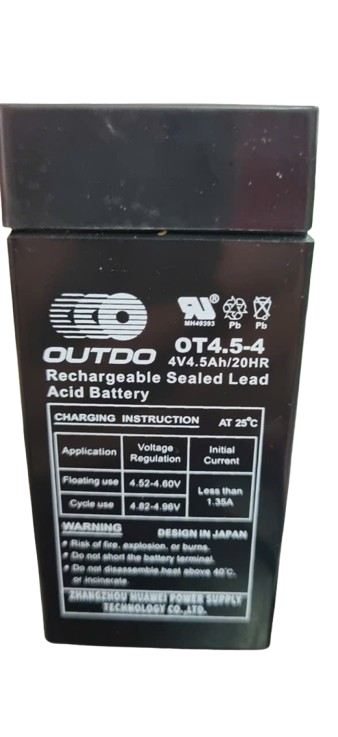 OUTDO
MH49393
Pb Pb
OT4.5-4
4V4.5Ah/20HR
Rechargeable Sealed Lead
Acid Battery
CHARGING INSTRUCTION AT 25°C
Application Voltage Regulation Initial Current
Floating use 4.52-4.60V Less than 1.35A
Cycle use 4.82-4.96V
WARNING DESIGN IN JAPAN
• Risk of fire, explosion, or burns.
• Do not short the battery terminal.
• Do not disassemble, heat above 40°C,
or incinerate.
ZHANGZHOU HUAWEI POWER SUPPLY
TECHNOLOGY CO.,LTD.